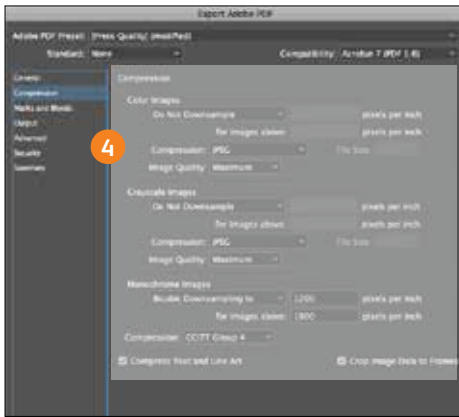 Export Adobe PDF
Adobe PDF Preset: [Press Quality] (modified)
Standard: None Compatibility: Acrobat 7 (PDF 1.6)
General
Compression
Marks and Bleeds
Output
Advanced
Security
Summary
4
Compression
Color Images
Do Not Downsample pixels per inch
for images above: pixels per inch
Compression: JPEG Tile Size
Image Quality: Maximum
Grayscale Images
Do Not Downsample pixels per inch
for images above: pixels per inch
Compression: JPEG Tile Size
Image Quality: Maximum
Monochrome Images
Bicubic Downsampling to 1200 pixels per inch
for images above: 1800 pixels per inch
Compression: CCITT Group 4
Compress Text and Line Art Crop Image Data to Frames